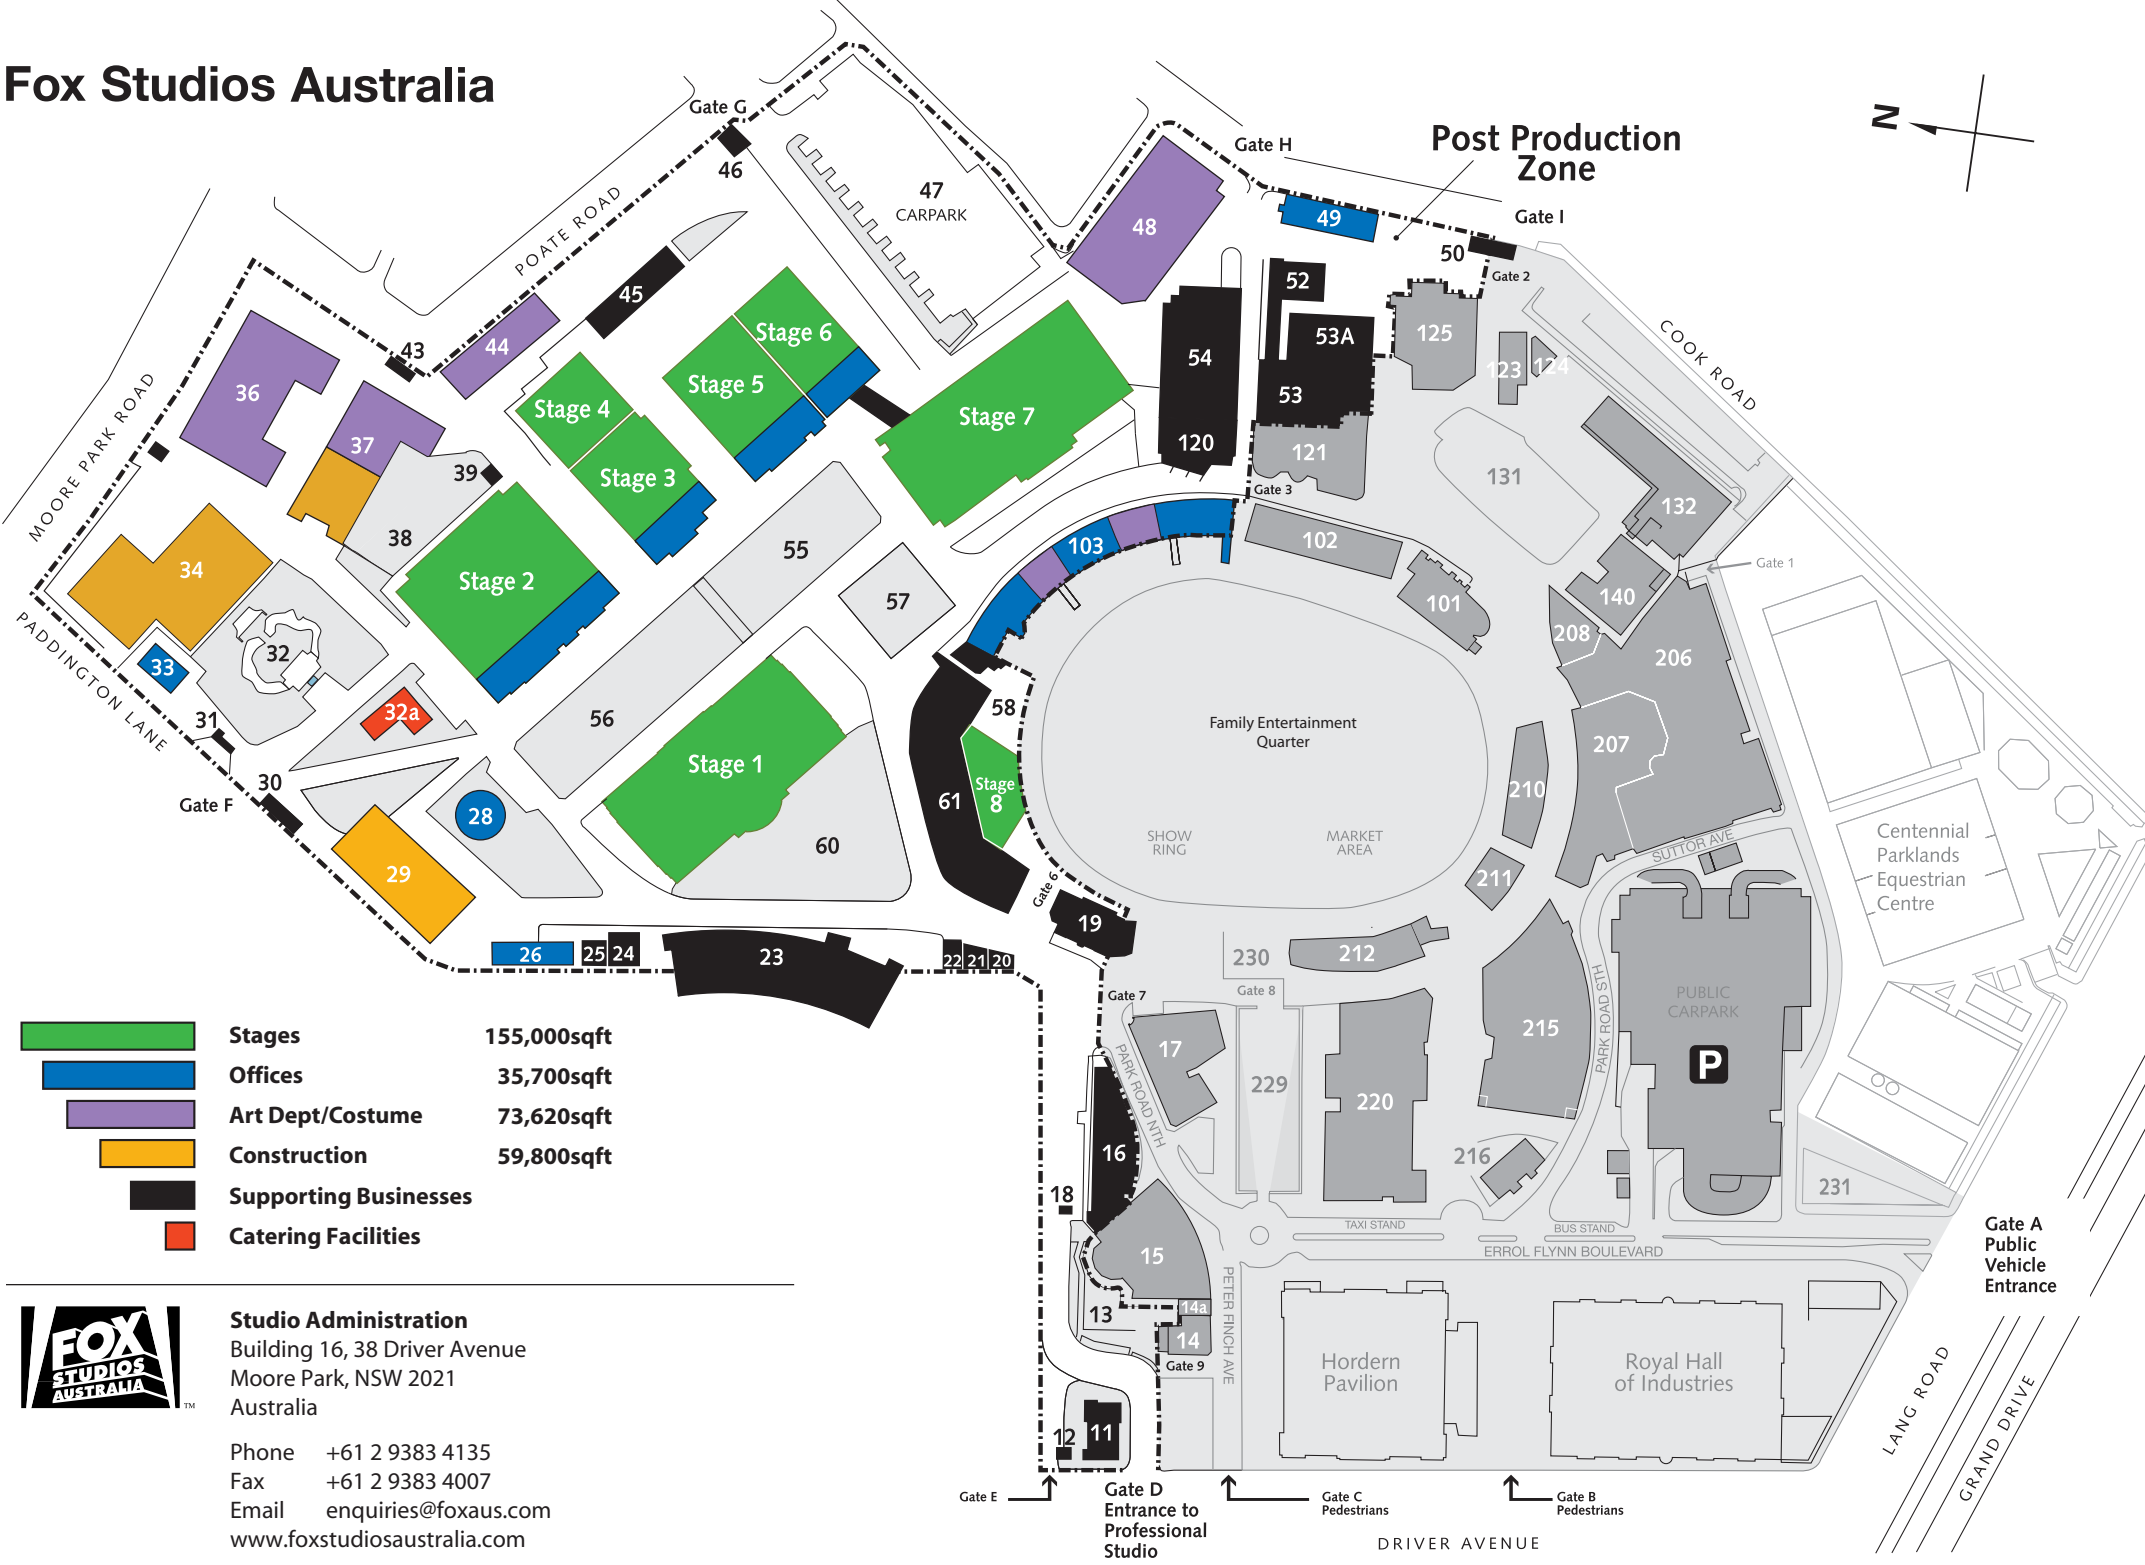 Fox Studios Australia
Gate G
46
47
CARPARK
Gate H
Post Production
Zone
N
48
49
Gate I
50
Gate 2
POATE ROAD
45
44
43
36
37
MOORE PARK ROAD
39
38
34
33
32
32a
31
30
Gate F
PADDINGTON LANE
Stage 6
Stage 5
Stage 4
Stage 3
Stage 7
Stage 2
Stage 1
Stage
8
52
53A
53
54
120
121
125
123
124
COOK ROAD
131
132
140
Gate 1
Gate 3
102
101
103
55
56
57
58
60
61
28
29
26
25
24
23
22
21
20
19
Gate 6
Family Entertainment
Quarter
SHOW
RING
MARKET
AREA
208
206
207
210
211
212
SUTTOR AVE
Centennial
Parklands
Equestrian
Centre
230
Gate 8
Gate 7
17
PARK ROAD NTH
229
220
215
216
PARK ROAD STH
PUBLIC
CARPARK
P
231
16
18
15
14a
14
13
Gate 9
12
11
TAXI STAND
BUS STAND
ERROL FLYNN BOULEVARD
PETER FINCH AVE
Hordern
Pavilion
Royal Hall
of Industries
Gate A
Public
Vehicle
Entrance
LANG ROAD
GRAND DRIVE
Gate E
Gate D
Entrance to
Professional
Studio
Gate C
Pedestrians
Gate B
Pedestrians
DRIVER AVENUE
Stages 155,000sqft
Offices 35,700sqft
Art Dept/Costume 73,620sqft
Construction 59,800sqft
Supporting Businesses
Catering Facilities
FOX
STUDIOS
AUSTRALIA
TM
Studio Administration
Building 16, 38 Driver Avenue
Moore Park, NSW 2021
Australia
Phone +61 2 9383 4135
Fax +61 2 9383 4007
Email enquiries@foxaus.com
www.foxstudiosaustralia.com